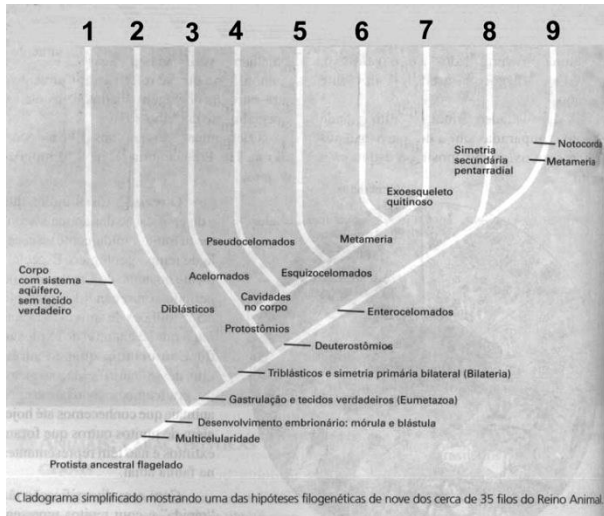 1 2 3 4 5 6 7 8 9
Notocorda
Simetria
secundária
pentarradial
Metameria
Exoesqueleto
quitinoso
Pseudocelomados
Metameria
Corpo
com sistema
aqüífero,
sem tecido
verdadeiro
Acelomados
Esquizocelomados
Diblásticos
Cavidades
no corpo
Enterocelomados
Protostômios
Deuterostômios
Triblásticos e simetria primária bilateral (Bilateria)
Gastrulação e tecidos verdadeiros (Eumetazoa)
Desenvolvimento embrionário: mórula e blástula
Multicelularidade
Protista ancestral flagelado
Cladograma simplificado mostrando uma das hipóteses filogenéticas de nove dos cerca de 35 filos do Reino Animal.